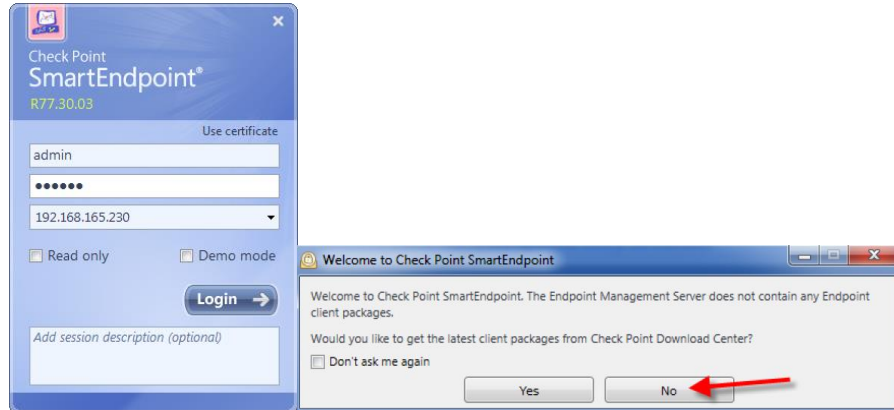 Check Point
SmartEndpoint®
R77.30.03
Use certificate
admin
••••••
192.168.165.230
Read only
Demo mode
Login
Add session description (optional)
Welcome to Check Point SmartEndpoint
Welcome to Check Point SmartEndpoint. The Endpoint Management Server does not contain any Endpoint
client packages.
Would you like to get the latest client packages from Check Point Download Center?
Don't ask me again
Yes
No